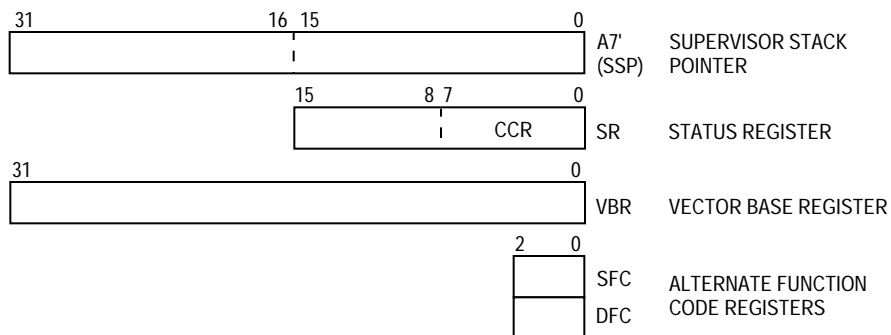 31 16 15 0
A7' SUPERVISOR STACK
(SSP) POINTER
15 8 7 0
CCR SR STATUS REGISTER
31 0
VBR VECTOR BASE REGISTER
2 0
SFC ALTERNATE FUNCTION
DFC CODE REGISTERS